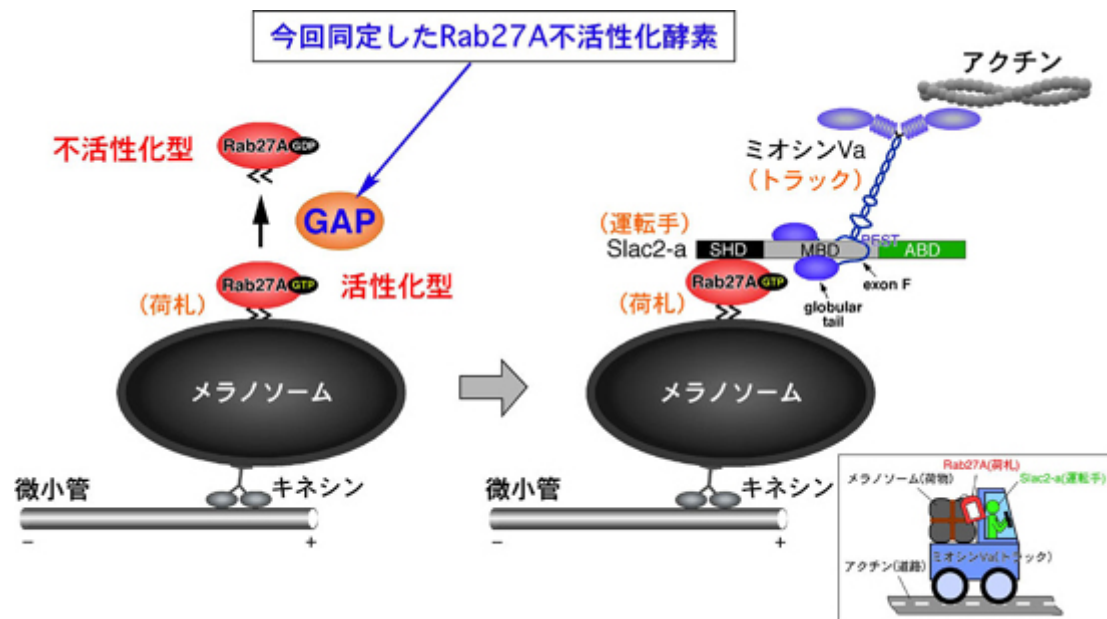 今回同定したRab27A不活性化酵素
不活性化型
Rab27A
GDP
GAP
(荷札)
Rab27A
GTP
活性化型
メラノソーム
微小管
キネシン
−
+
アクチン
ミオシンVa
(トラック)
(運転手)
Slac2-a
SHD
MBD
PEST
ABD
Rab27A
GTP
(荷札)
globular
tail
exon F
メラノソーム
微小管
キネシン
−
+
Rab27A(荷札)
メラノソーム(荷物)
Slac2-a(運転手)
ミオシンVa(トラック)
アクチン(道路)